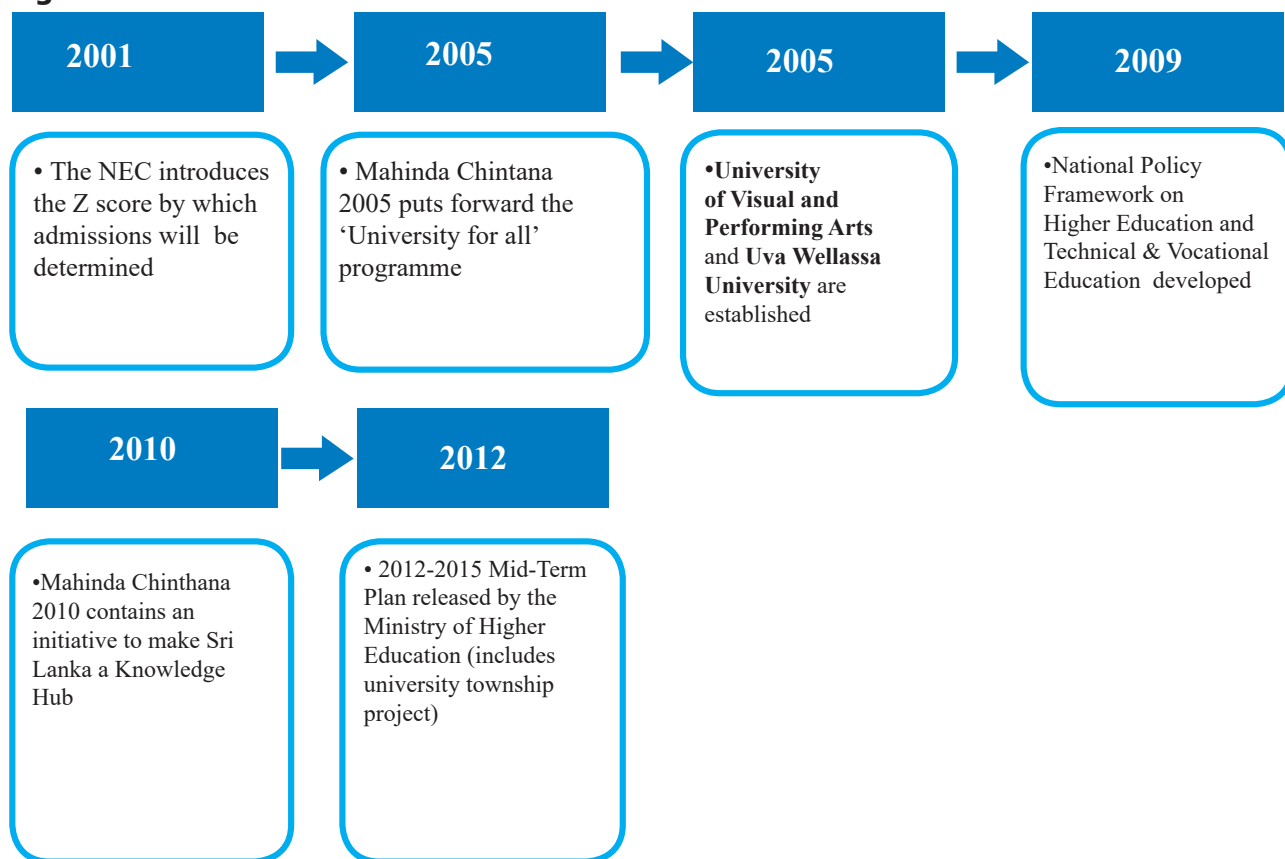 2001
2005
2005
2009
• The NEC introduces
the Z score by which
admissions will be
determined
• Mahinda Chintana
2005 puts forward the
‘University for all’
programme
•University
of Visual and
Performing Arts
and Uva Wellassa
University are
established
•National Policy
Framework on
Higher Education and
Technical & Vocational
Education developed
2010
2012
•Mahinda Chinthana
2010 contains an
initiative to make Sri
Lanka a Knowledge
Hub
• 2012-2015 Mid-Term
Plan released by the
Ministry of Higher
Education (includes
university township
project)